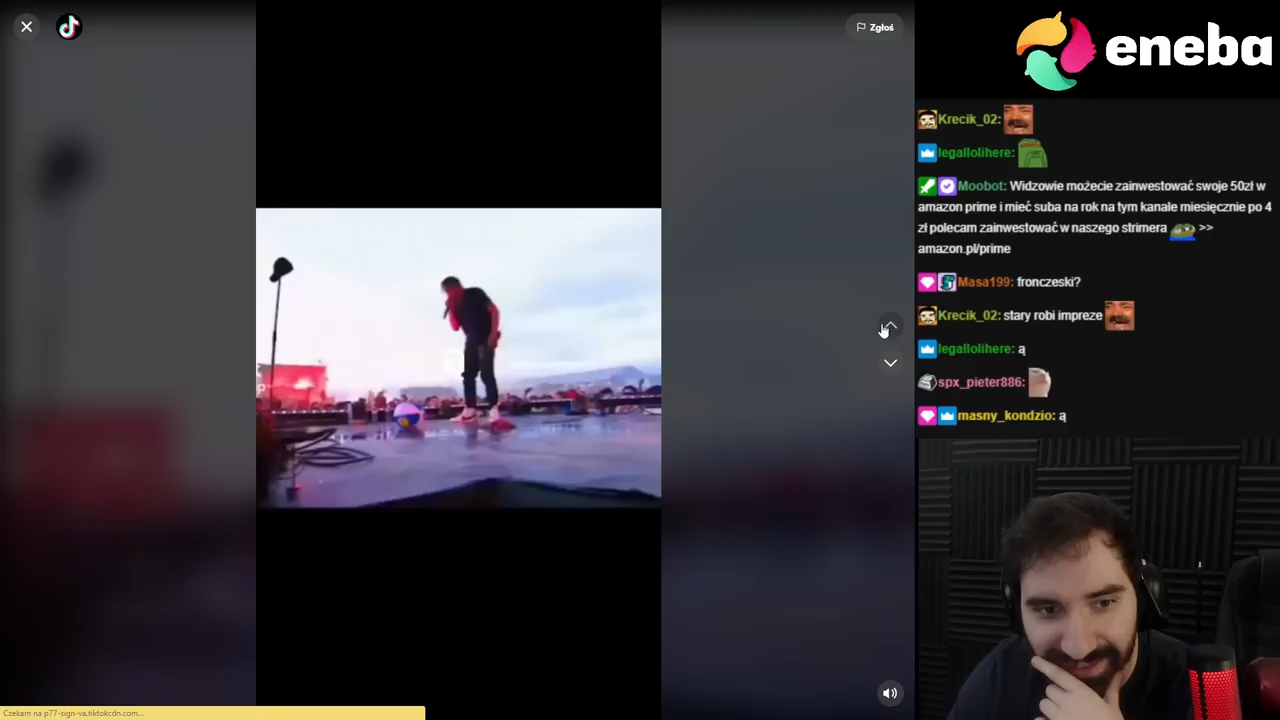 Zgłoś
eneba
Krecik_02:
legallolihere:
Moobot: Widzowie możecie zainwestować swoje 50zł w
amazon prime i mieć suba na rok na tym kanale miesięcznie po 4
zł polecam zainwestować w naszego strimera >>
amazon.pl/prime
Masa199: fronczeski?
Krecik_02: stary robi impreze
legallolihere: ą
spx_pieter886:
masny_kondzio: ą
Czekam na p77-sign-va.tiktokcdn.com...